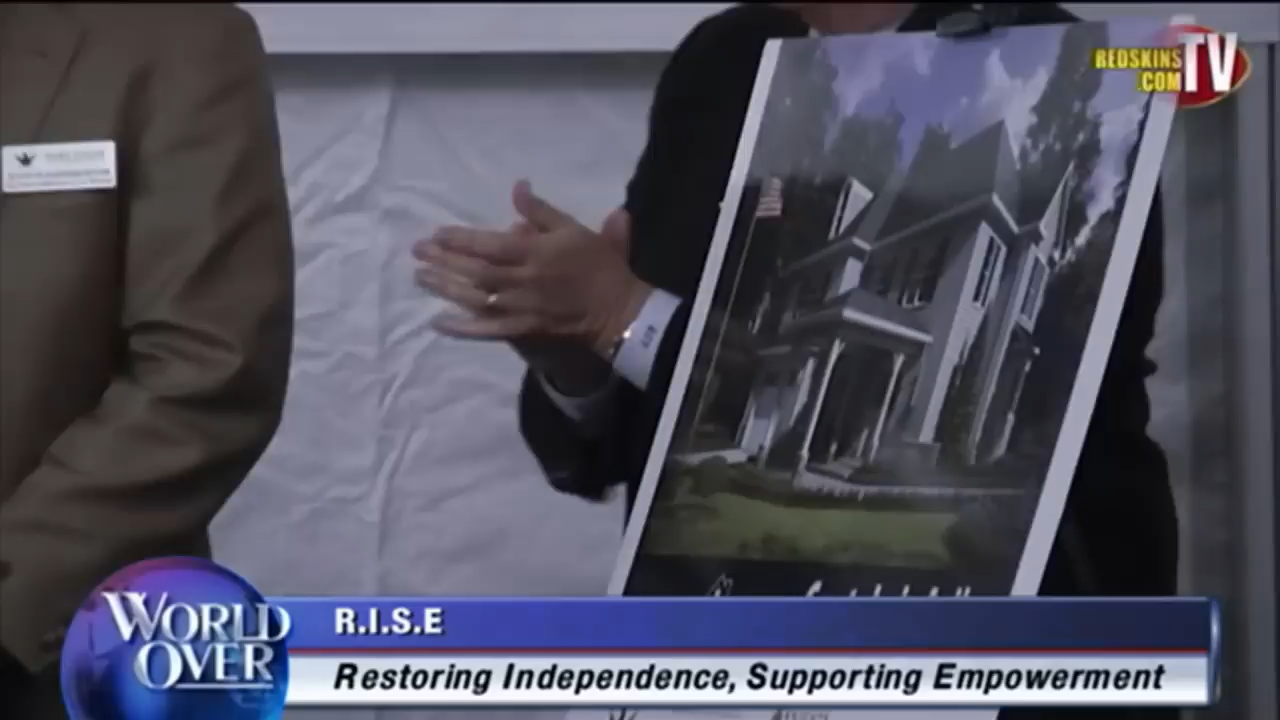 REDSKINS
.COM
TV
WORLD
OVER
R.I.S.E
Restoring Independence, Supporting Empowerment